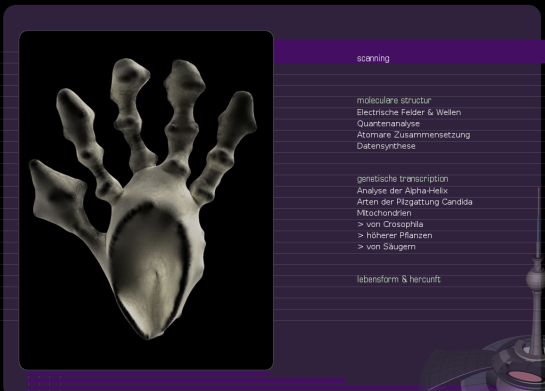 scanning
moleculare structur
Electrische Felder & Wellen
Quantenanalyse
Atomare Zusammensetzung
Datensynthese
genetische transcription
Analyse der Alpha-Helix
Arten der Pilzgattung Candida
Mitochondrien
> von Crosophila
> höherer Pflanzen
> von Säugern
lebensform & hercunft